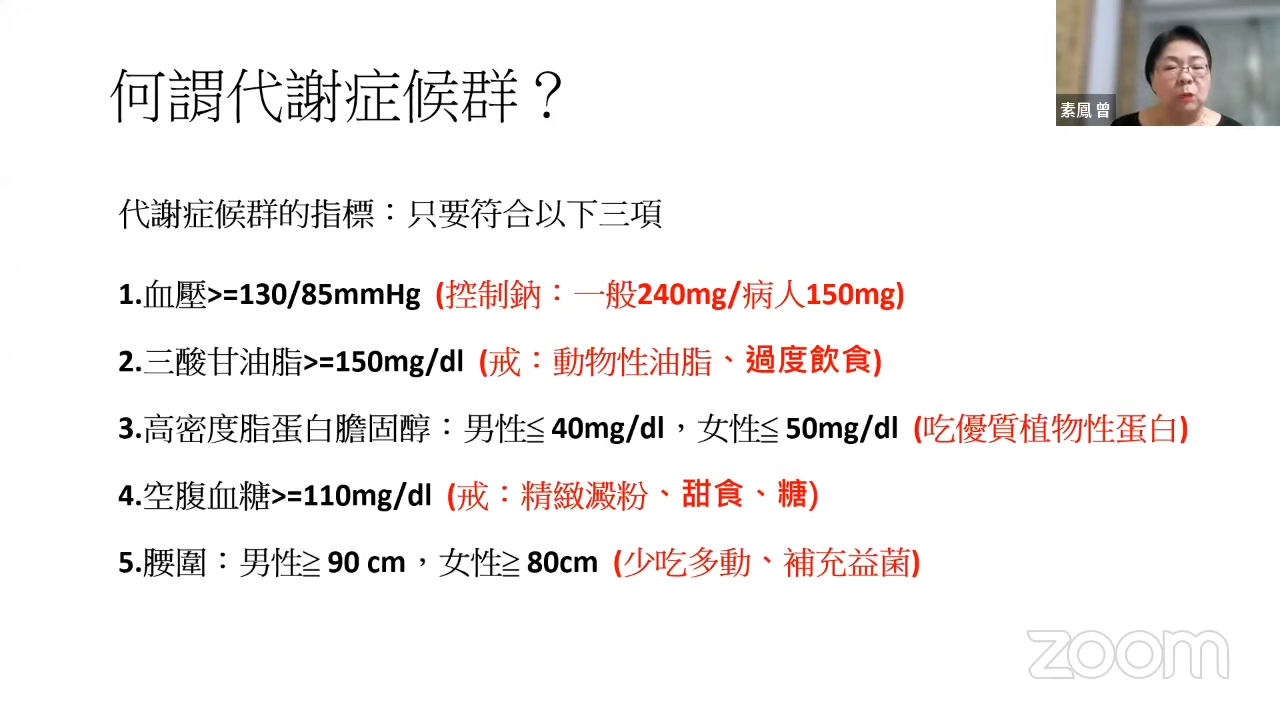 何謂代謝症候群？
素鳳 曾
代謝症候群的指標：只要符合以下三項
1.血壓>=130/85mmHg (控制鈉：一般240mg/病人150mg)
2.三酸甘油脂>=150mg/dl (戒：動物性油脂、過度飲食)
3.高密度脂蛋白膽固醇：男性≦ 40mg/dl，女性≦ 50mg/dl (吃優質植物性蛋白)
4.空腹血糖>=110mg/dl (戒：精緻澱粉、甜食、糖)
5.腰圍：男性≧ 90 cm，女性≧ 80cm (少吃多動、補充益菌)
zoom